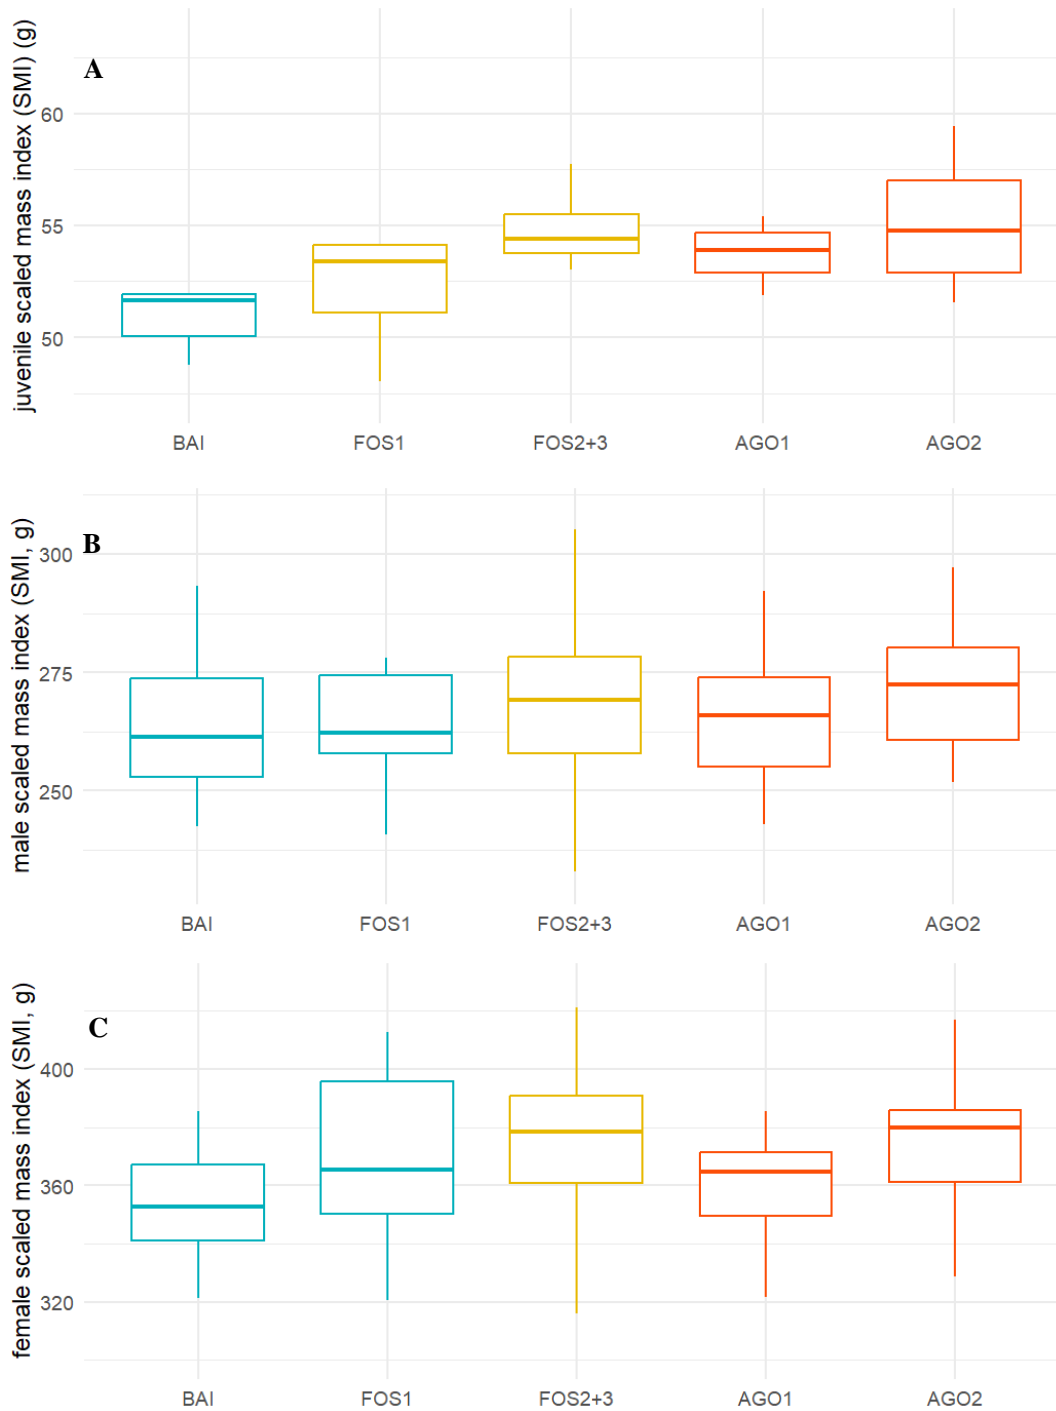 juvenile scaled mass index (SMI) (g)
A
60
55
50
BAI FOS1 FOS2+3 AGO1 AGO2
male scaled mass index (SMI, g)
B
300
275
250
BAI FOS1 FOS2+3 AGO1 AGO2
female scaled mass index (SMI, g)
C
400
360
320
BAI FOS1 FOS2+3 AGO1 AGO2